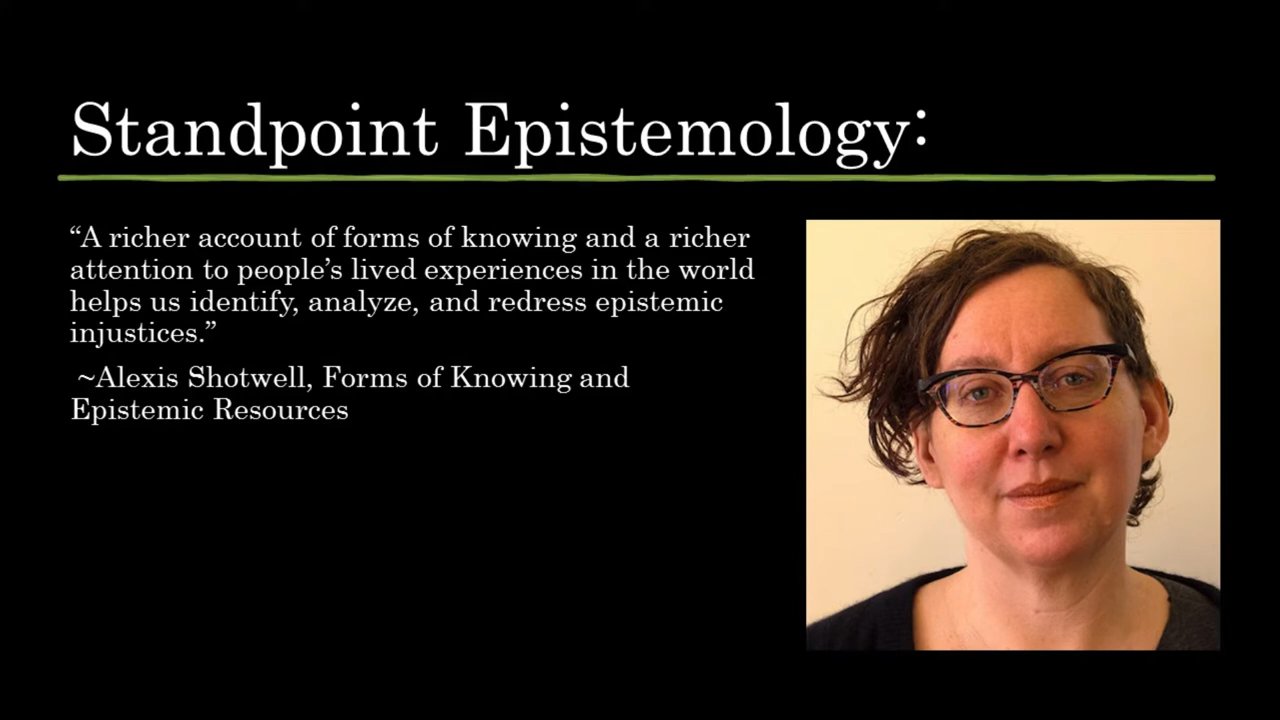 Standpoint Epistemology:
“A richer account of forms of knowing and a richer
attention to people’s lived experiences in the world
helps us identify, analyze, and redress epistemic
injustices.”
~Alexis Shotwell, Forms of Knowing and
Epistemic Resources